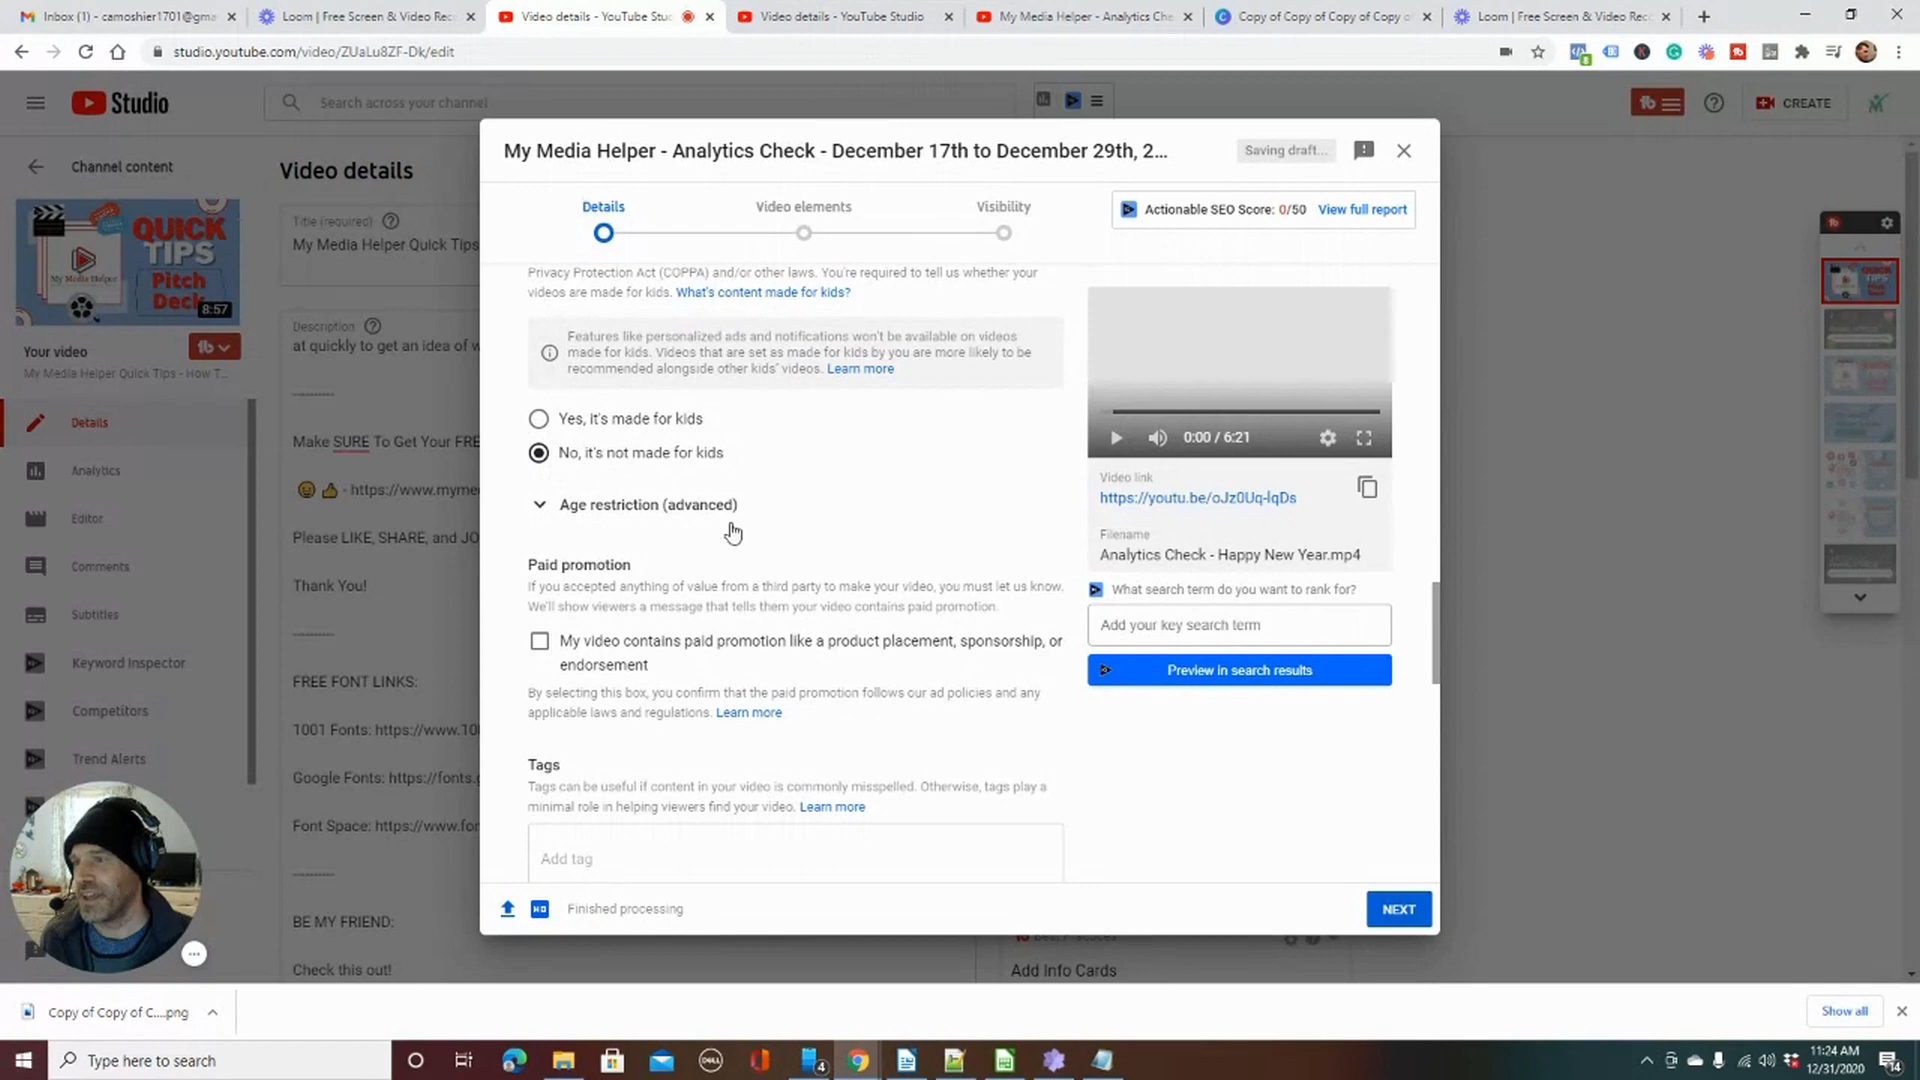 Inbox (1) - camoshier1701@gma
Loom | Free Screen & Video Rec
Video details - YouTube Stu
Video details - YouTube Studio
My Media Helper - Analytics Che
Copy of Copy of Copy of Copy
Loom | Free Screen & Video Rec
studio.youtube.com/video/ZUaLu8ZF-Dk/edit
Studio
Search across your channel
CREATE
Channel content
Video details
QUICK
TIPS
Pitch
Deck
My Media Helper
8:57
Your video
My Media Helper Quick Tips - How T...
Details
Analytics
Editor
Comments
Subtitles
Keyword Inspector
Competitors
Trend Alerts
Title (required)
My Media Helper Quick Tips
Description
at quickly to get an idea of w
----------
Make SURE To Get Your FRE
- https://www.mymed
Please LIKE, SHARE, and JO
----------
Thank You!
----------
FREE FONT LINKS:
1001 Fonts: https://www.100
Google Fonts: https://fonts.g
Font Space: https://www.for
----------
BE MY FRIEND:
Check this out!
My Media Helper - Analytics Check - December 17th to December 29th, 2...
Saving draft...
Details
Video elements
Visibility
Actionable SEO Score: 0/50 View full report
Privacy Protection Act (COPPA) and/or other laws. You're required to tell us whether your
videos are made for kids. What's content made for kids?
Features like personalized ads and notifications won't be available on videos
made for kids. Videos that are set as made for kids by you are more likely to be
recommended alongside other kids' videos. Learn more
Yes, it's made for kids
No, it's not made for kids
Age restriction (advanced)
Paid promotion
If you accepted anything of value from a third party to make your video, you must let us know.
We'll show viewers a message that tells them your video contains paid promotion.
My video contains paid promotion like a product placement, sponsorship, or
endorsement
By selecting this box, you confirm that the paid promotion follows our ad policies and any
applicable laws and regulations. Learn more
Tags
Tags can be useful if content in your video is commonly misspelled. Otherwise, tags play a
minimal role in helping viewers find your video. Learn more
Add tag
0:00 / 6:21
Video link
https://youtu.be/oJz0Uq-lqDs
Filename
Analytics Check - Happy New Year.mp4
What search term do you want to rank for?
Add your key search term
Preview in search results
HD
Finished processing
NEXT
Best Practices
Add Info Cards
Copy of Copy of C....png
Show all
Type here to search
DELL
4
11:24 AM
12/31/2020
14